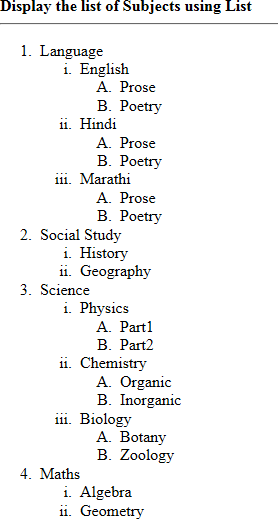 Display the list of Subjects using List
1. Language
i. English
A. Prose
B. Poetry
ii. Hindi
A. Prose
B. Poetry
iii. Marathi
A. Prose
B. Poetry
2. Social Study
i. History
ii. Geography
3. Science
i. Physics
A. Part1
B. Part2
ii. Chemistry
A. Organic
B. Inorganic
iii. Biology
A. Botany
B. Zoology
4. Maths
i. Algebra
ii. Geometry